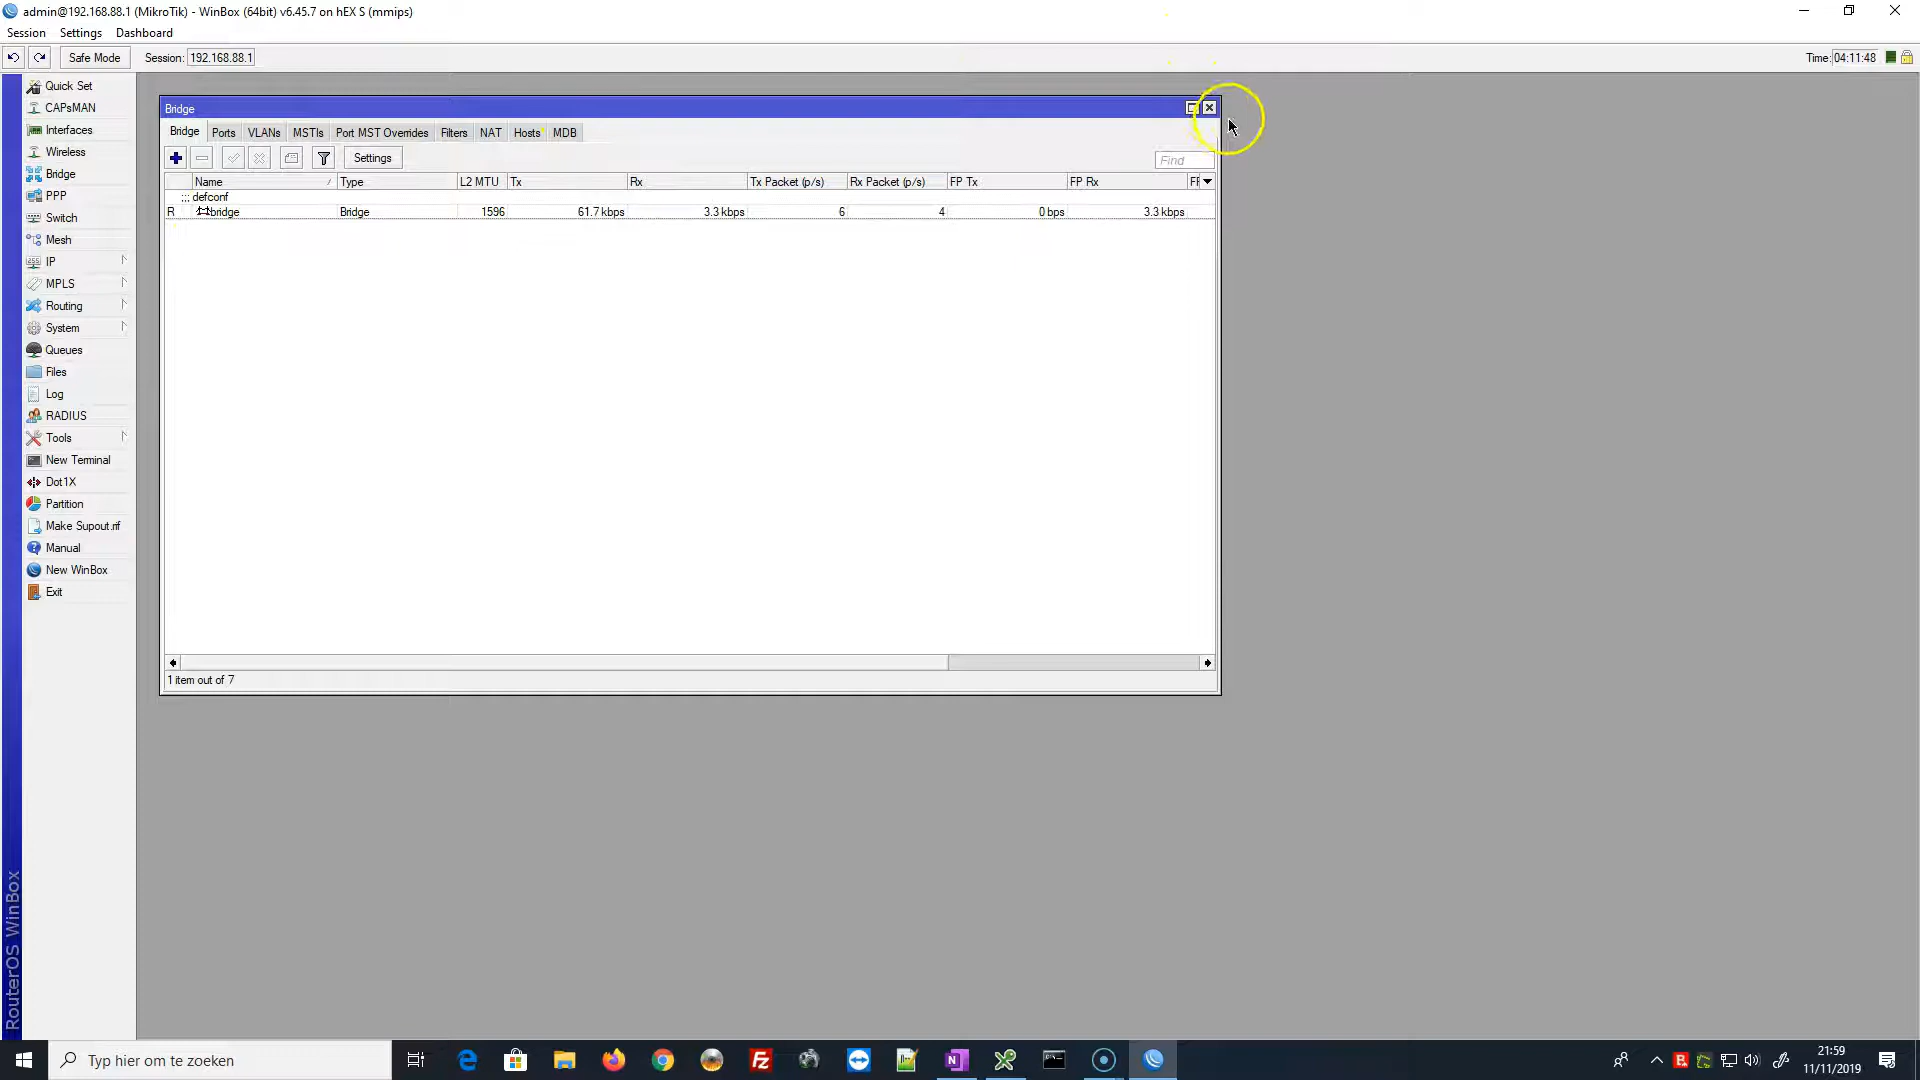 admin@192.168.88.1 (MikroTik) - WinBox (64bit) v6.45.7 on hEX S (mmips)
Session Settings Dashboard
Safe Mode Session: 192.168.88.1 Time: 04:11:48
Quick Set
CAPsMAN
Interfaces
Wireless
Bridge
PPP
Switch
Mesh
IP
MPLS
Routing
System
Queues
Files
Log
RADIUS
Tools
New Terminal
Dot1X
Partition
Make Supout.rif
Manual
New WinBox
Exit
RouterOS WinBox
Bridge
Bridge Ports VLANs MSTIs Port MST Overrides Filters NAT Hosts MDB
Settings Find
Name Type L2 MTU Tx Rx Tx Packet (p/s) Rx Packet (p/s) FP Tx FP Rx
;;; defconf
R bridge Bridge 1596 61.7 kbps 3.3 kbps 6 4 0 bps 3.3 kbps
1 item out of 7
Typ hier om te zoeken
21:59
11/11/2019